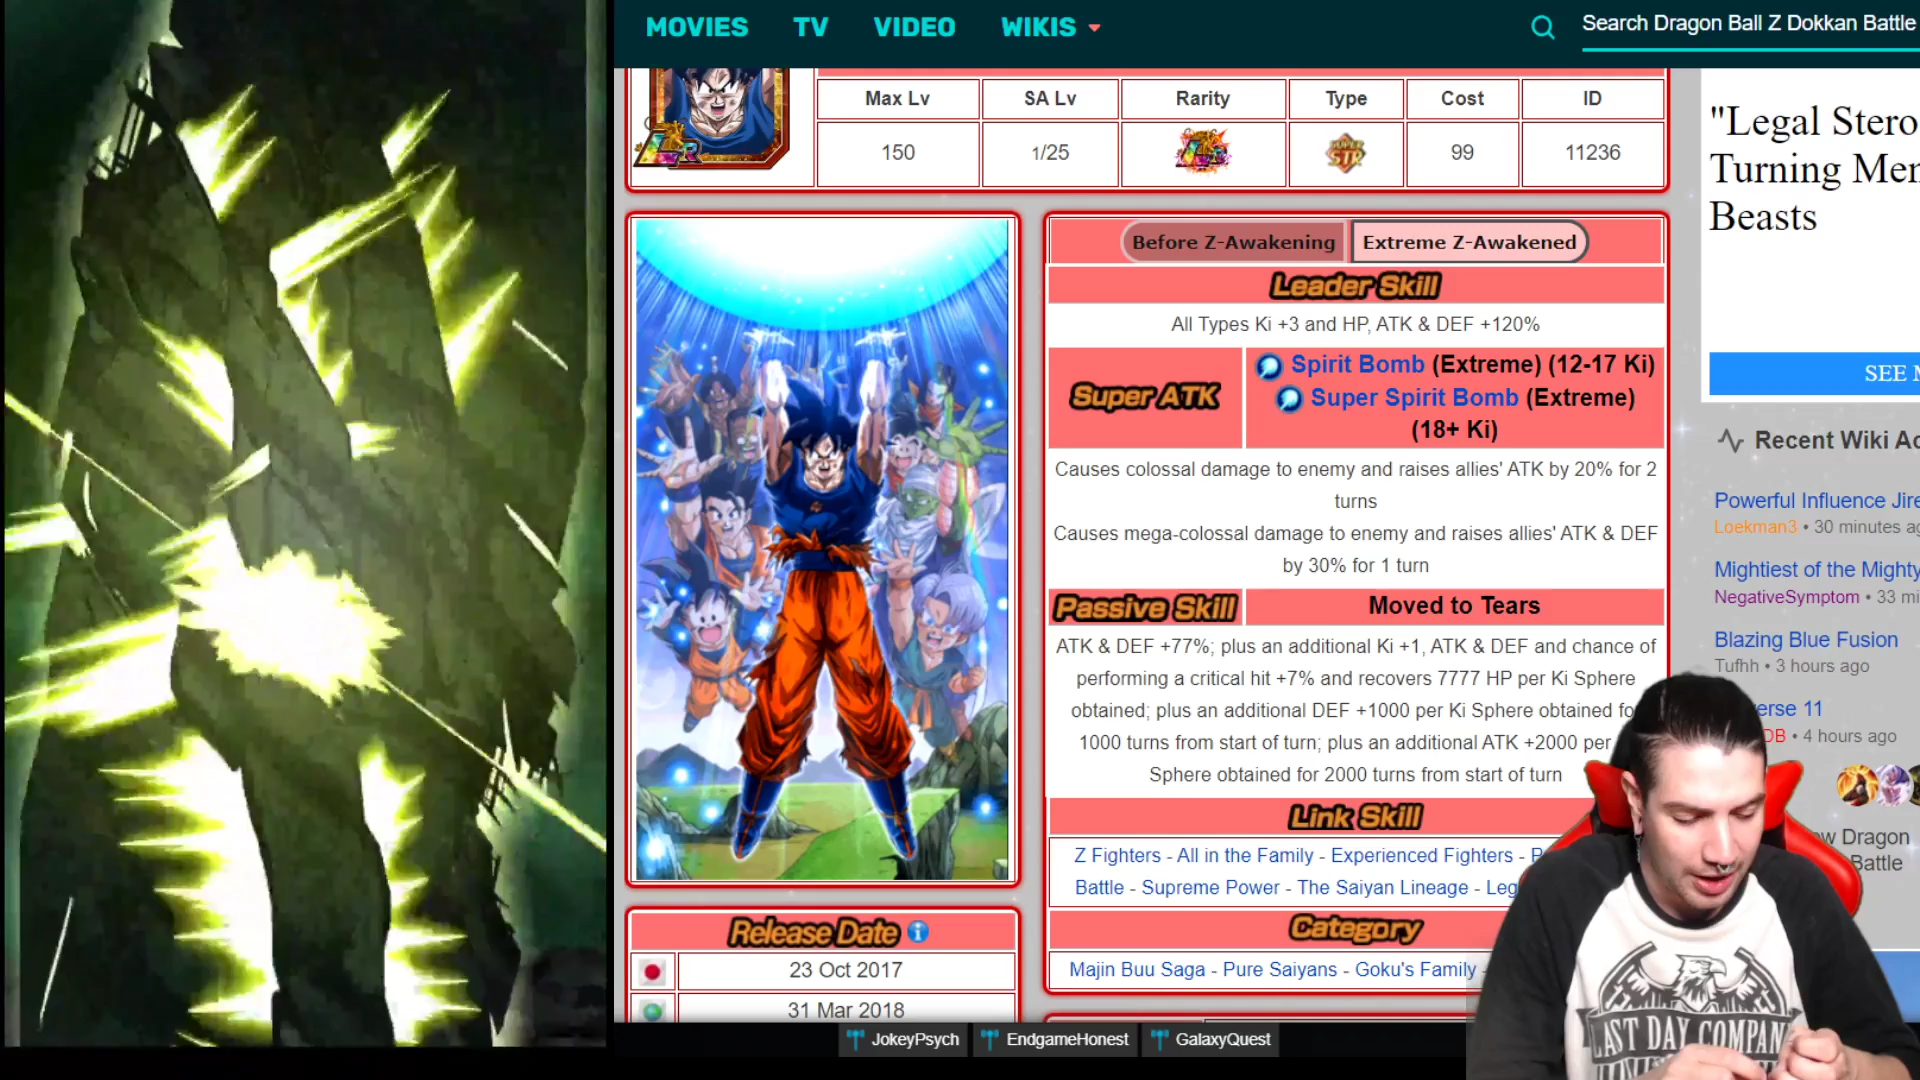 MOVIES TV VIDEO WIKIS
Search Dragon Ball Z Dokkan Battle
Max Lv SA Lv Rarity Type Cost ID
150 1/25 LR SUPER STR 99 11236
LR
"Legal Stero
Turning Men
Beasts
SEE M
Before Z-Awakening Extreme Z-Awakened
Leader Skill
All Types Ki +3 and HP, ATK & DEF +120%
Super ATK
Spirit Bomb (Extreme) (12-17 Ki)
Super Spirit Bomb (Extreme)
(18+ Ki)
Causes colossal damage to enemy and raises allies' ATK by 20% for 2
turns
Causes mega-colossal damage to enemy and raises allies' ATK & DEF
by 30% for 1 turn
Passive Skill Moved to Tears
ATK & DEF +77%; plus an additional Ki +1, ATK & DEF and chance of
performing a critical hit +7% and recovers 7777 HP per Ki Sphere
obtained; plus an additional DEF +1000 per Ki Sphere obtained fo
1000 turns from start of turn; plus an additional ATK +2000 per
Sphere obtained for 2000 turns from start of turn
Link Skill
Z Fighters - All in the Family - Experienced Fighters -
Battle - Supreme Power - The Saiyan Lineage - Leg
Category
Majin Buu Saga - Pure Saiyans - Goku's Family -
Release Date
23 Oct 2017
31 Mar 2018
Recent Wiki Ac
Powerful Influence Jire
Loekman3 • 30 minutes ag
Mightiest of the Mighty
NegativeSymptom • 33 mi
Blazing Blue Fusion
Tufhh • 3 hours ago
erse 11
DB • 4 hours ago
ew Dragon
Battle
JokeyPsych EndgameHonest GalaxyQuest
LAST DAY COMPAN